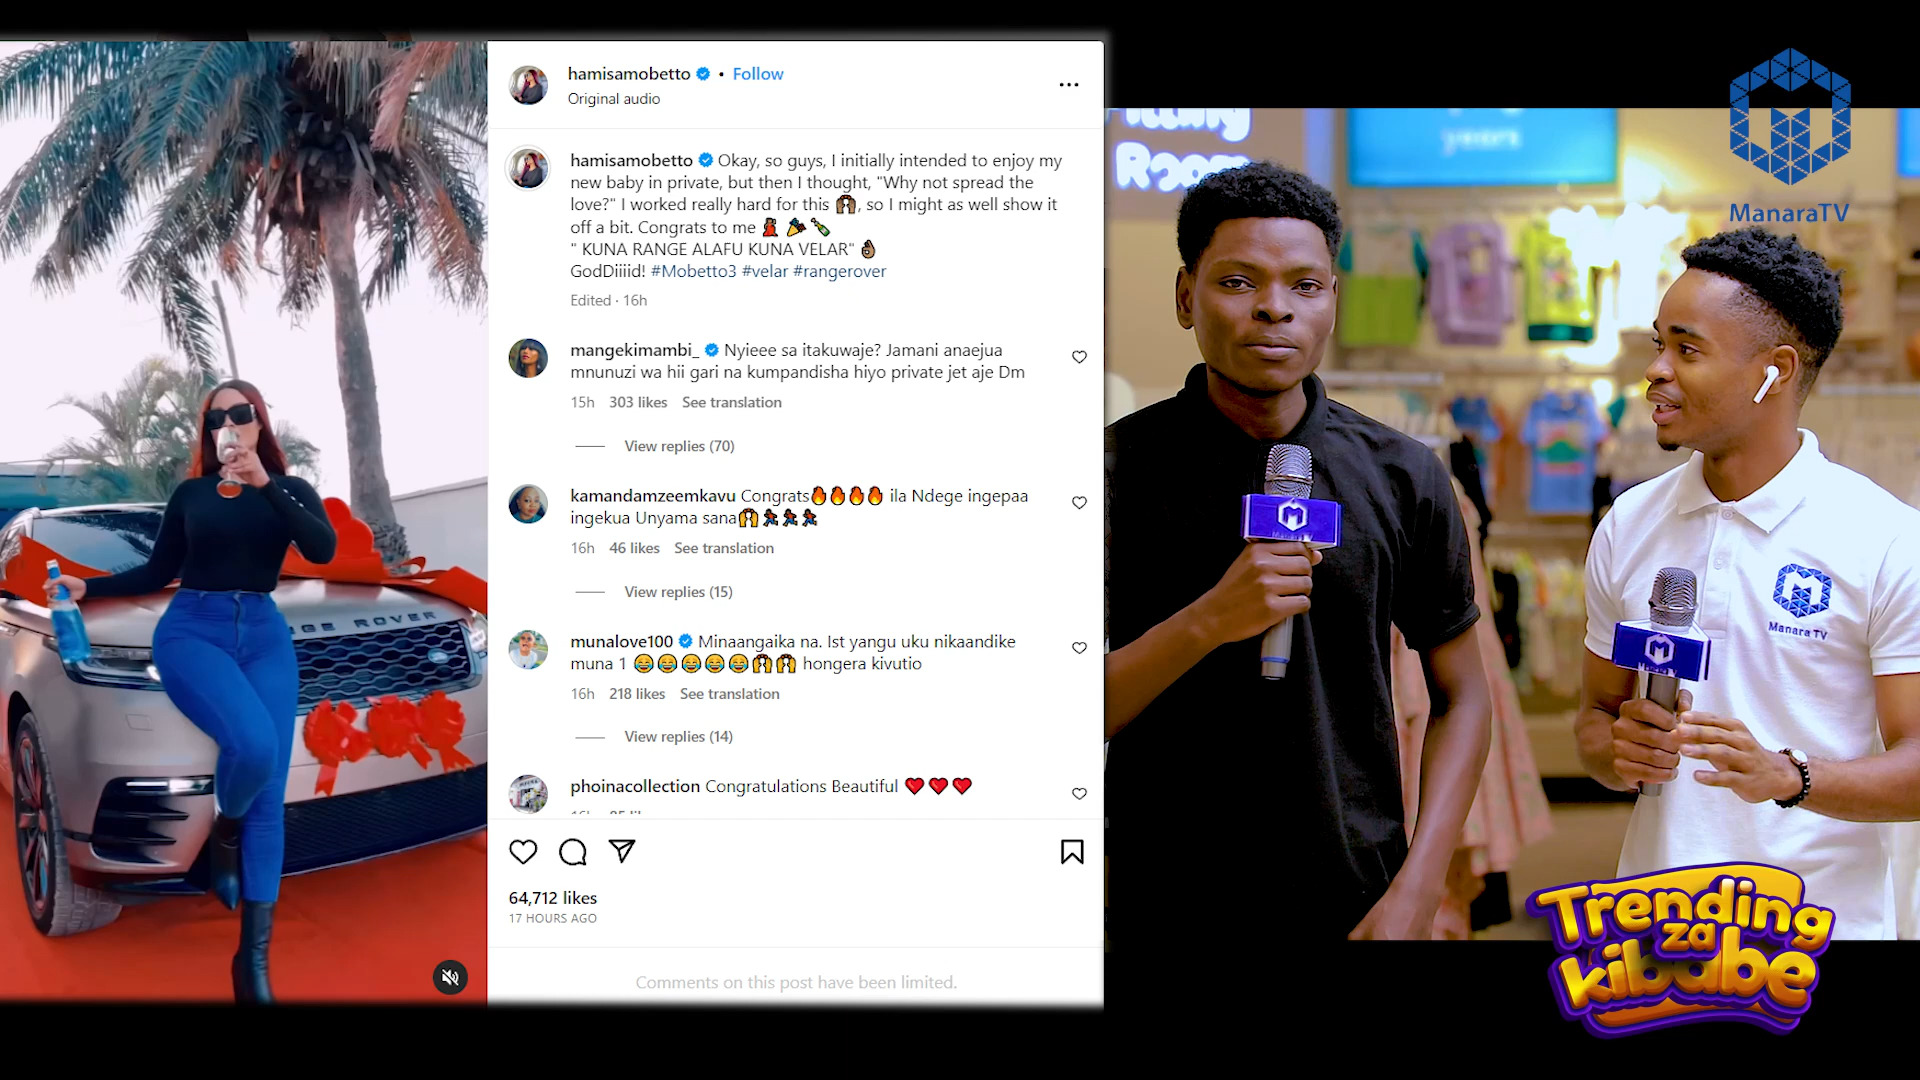 hamisamobetto • Follow
Original audio
hamisamobetto Okay, so guys, I initially intended to enjoy my
new baby in private, but then I thought, "Why not spread the
love?" I worked really hard for this 🙌🏾, so I might as well show it
off a bit. Congrats to me 💃🏾 🎉🍾
" KUNA RANGE ALAFU KUNA VELAR" 👌🏾
GodDiiiid! #Mobetto3 #velar #rangerover
Edited · 16h
mangekimambi_ Nyieee sa itakuwaje? Jamani anaejua
mnunuzi wa hii gari na kumpandisha hiyo private jet aje Dm
15h 303 likes See translation
View replies (70)
kamandamzeemkavu Congrats🔥🔥🔥🔥 ila Ndege ingepaa
ingekua Unyama sana🙌🏃🏃🏃
16h 46 likes See translation
View replies (15)
munalove100 Minaangaika na. Ist yangu uku nikaandike
muna 1 😂😂😂😂😂🙌🙌 hongera kivutio
16h 218 likes See translation
View replies (14)
phoinacollection Congratulations Beautiful ❤️❤️❤️
64,712 likes
17 HOURS AGO
Comments on this post have been limited.
GE ROVER
Room
years
ManaraTV
Manara TV
Trending
za
kibabe